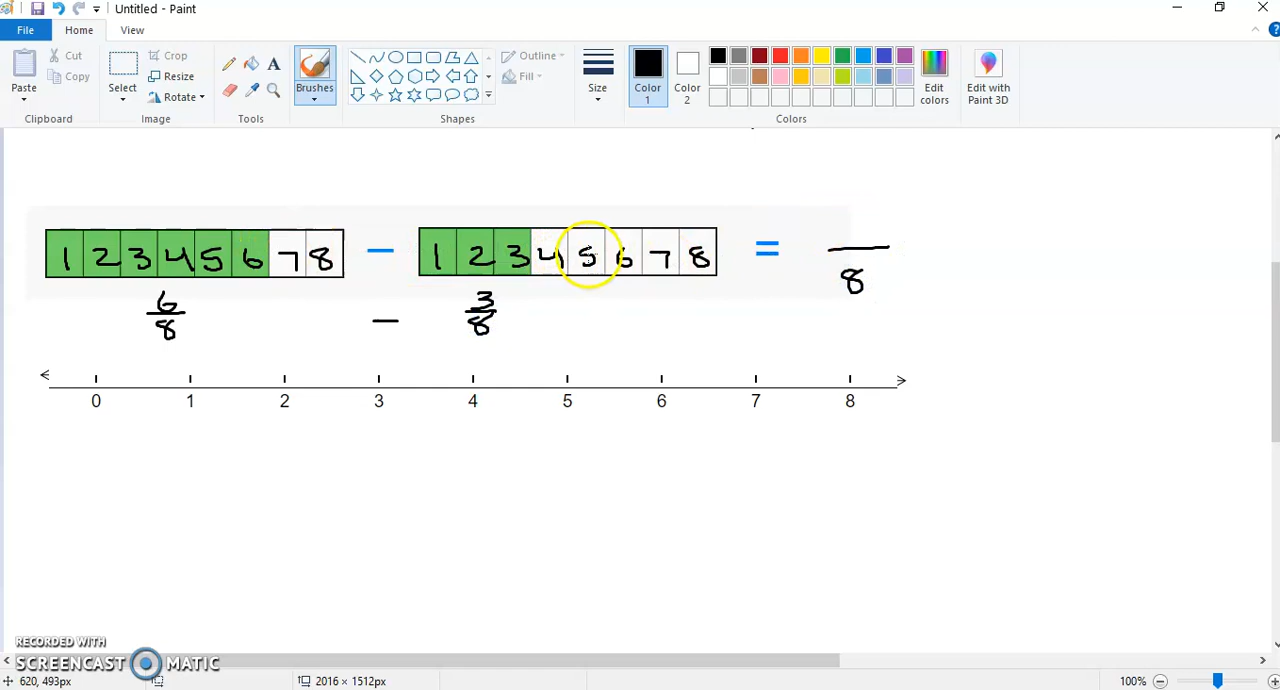 Untitled - Paint
File Home View
Cut
Copy
Paste
Clipboard
Crop
Resize
Rotate
Select
Image
A
Tools
Brushes
Outline
Fill
Shapes
Size
Color 1
Color 2
Edit colors
Colors
Edit with Paint 3D
1 2 3 4 5 6 7 8 - 1 2 3 4 5 6 7 8 = __
8
6/8 - 3/8
0 1 2 3 4 5 6 7 8
RECORDED WITH
SCREENCAST MATIC
620, 493px
2016 × 1512px
100%